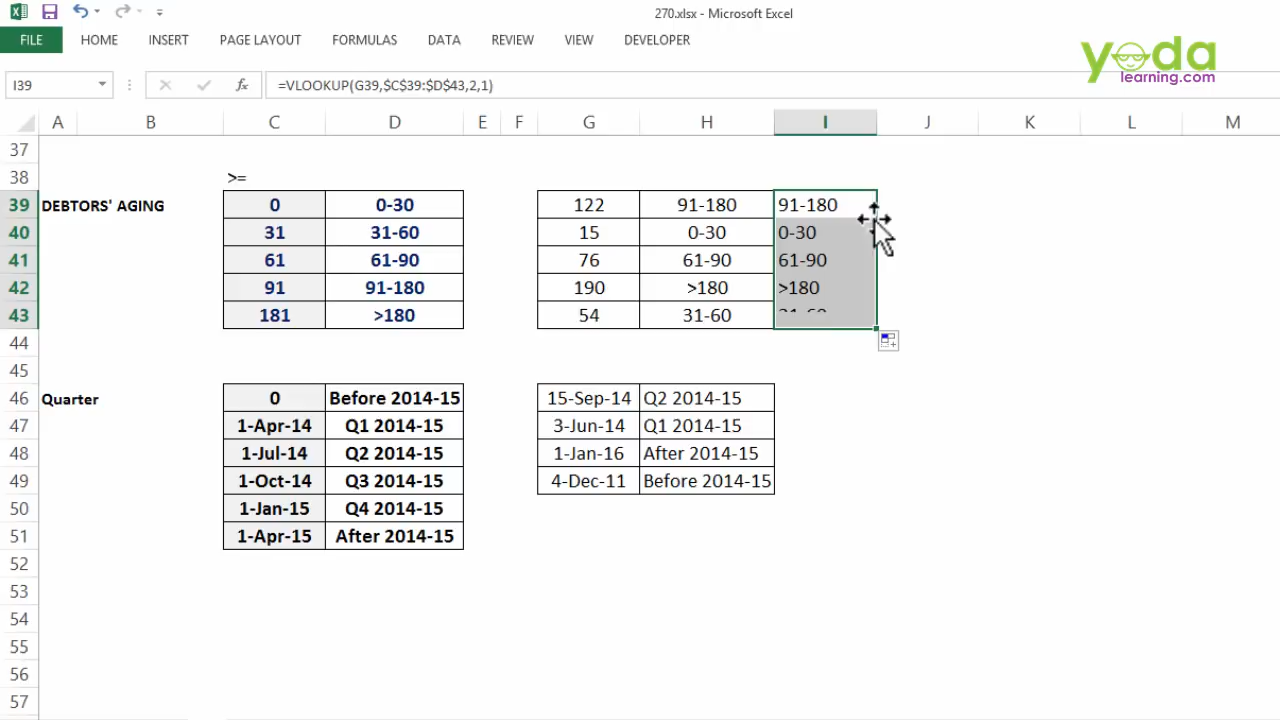 270.xlsx - Microsoft Excel
FILE HOME INSERT PAGE LAYOUT FORMULAS DATA REVIEW VIEW DEVELOPER
yoda
learning.com
I39 fx =VLOOKUP(G39,$C$39:$D$43,2,1)
A B C D E F G H I J K L M
37
38 >=
39 DEBTORS' AGING 0 0-30 122 91-180 91-180
40 31 31-60 15 0-30 0-30
41 61 61-90 76 61-90 61-90
42 91 91-180 190 >180 >180
43 181 >180 54 31-60 31-60
44
45
46 Quarter 0 Before 2014-15 15-Sep-14 Q2 2014-15
47 1-Apr-14 Q1 2014-15 3-Jun-14 Q1 2014-15
48 1-Jul-14 Q2 2014-15 1-Jan-16 After 2014-15
49 1-Oct-14 Q3 2014-15 4-Dec-11 Before 2014-15
50 1-Jan-15 Q4 2014-15
51 1-Apr-15 After 2014-15
52
53
54
55
56
57